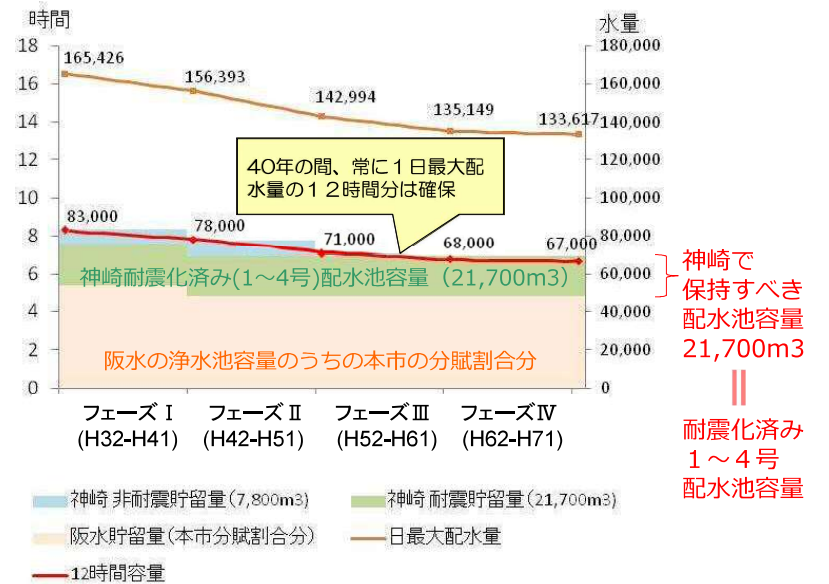 時間
水量
18
16
14
12
10
8
6
4
2
0
180,000
160,000
140,000
120,000
100,000
80,000
60,000
40,000
20,000
0
165,426
156,393
142,994
135,149
133,617
40年の間、常に1日最大配
水量の12時間分は確保
83,000
78,000
71,000
68,000
67,000
神崎耐震化済み(1~4号)配水池容量(21,700m3)
阪水の浄水池容量のうちの本市の分賦割合分
神崎で
保持すべき
配水池容量
21,700m3
||
耐震化済み
1~4号
配水池容量
フェーズⅠ
(H32-H41)
フェーズⅡ
(H42-H51)
フェーズⅢ
(H52-H61)
フェーズⅣ
(H62-H71)
神崎 非耐震貯留量(7,800m3)
神崎 耐震貯留量(21,700m3)
阪水貯留量(本市分賦割合分)
日最大配水量
12時間容量